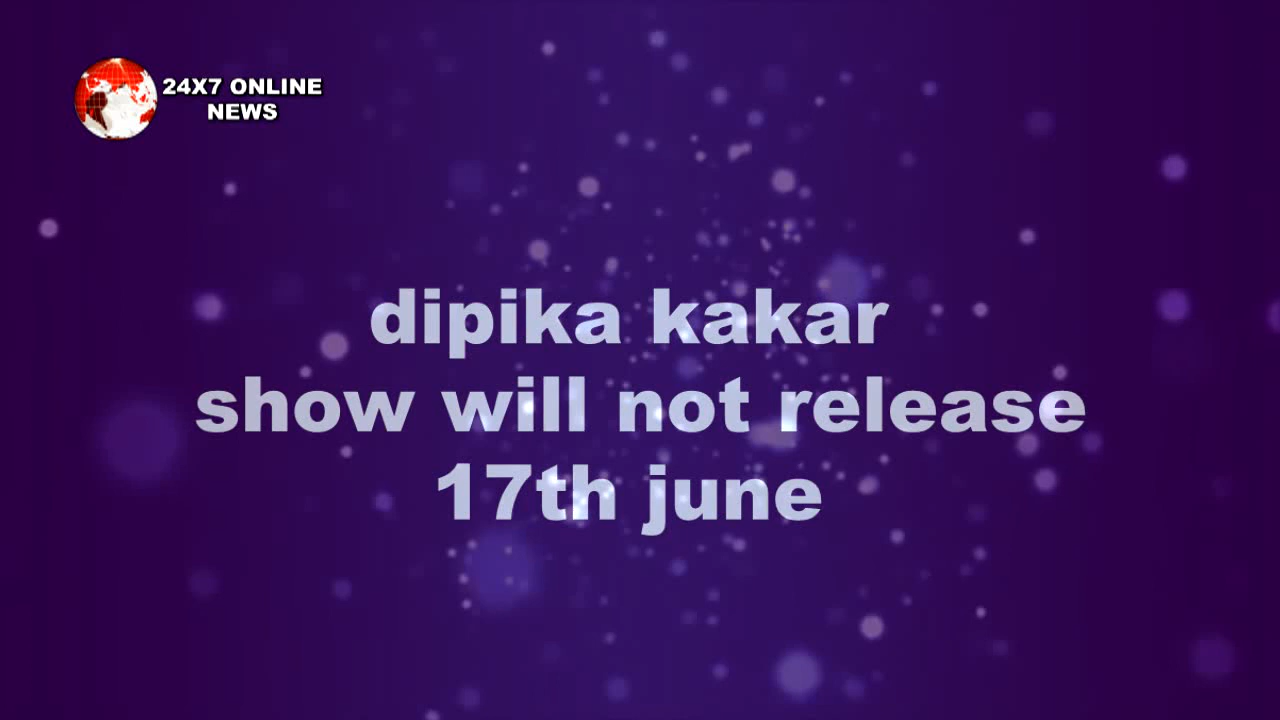 24X7 ONLINE
NEWS
dipika kakar
show will not release
17th june